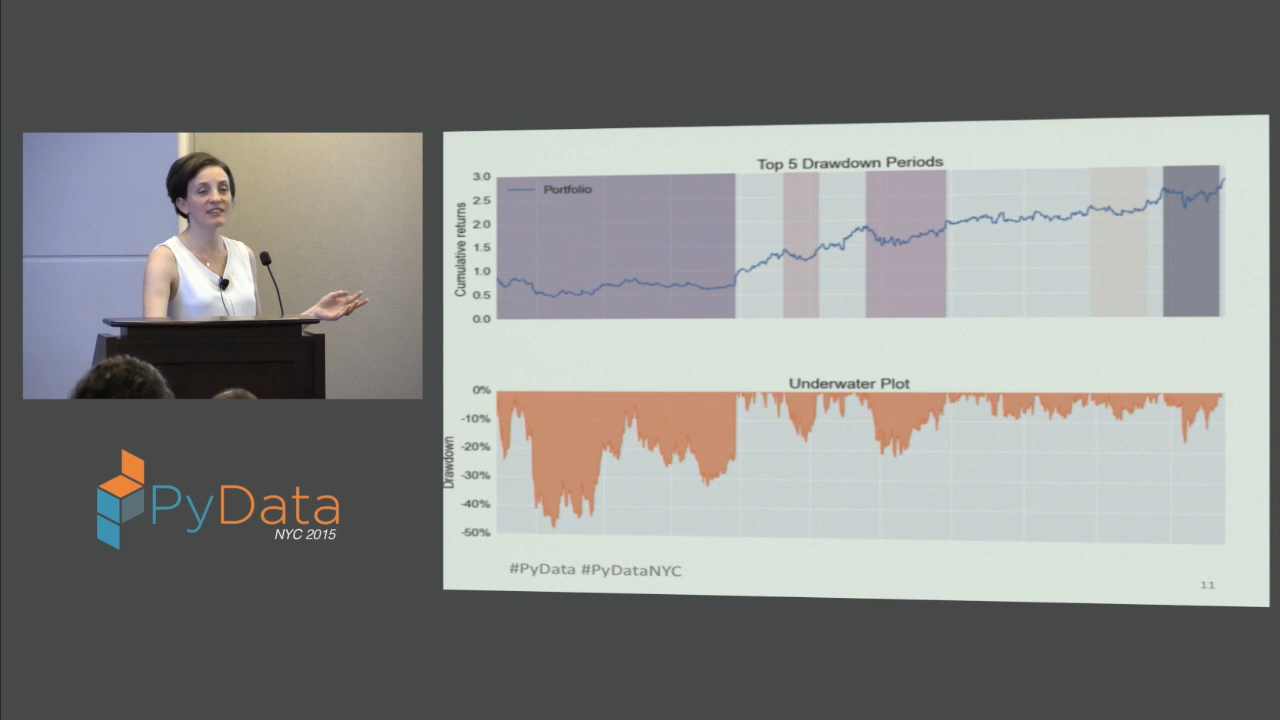 Top 5 Drawdown Periods
Portfolio
Cumulative returns
3.0
2.5
2.0
1.5
1.0
0.5
0.0
Underwater Plot
Drawdown
0%
-10%
-20%
-30%
-40%
-50%
#PyData #PyDataNYC
11
PyData
NYC 2015